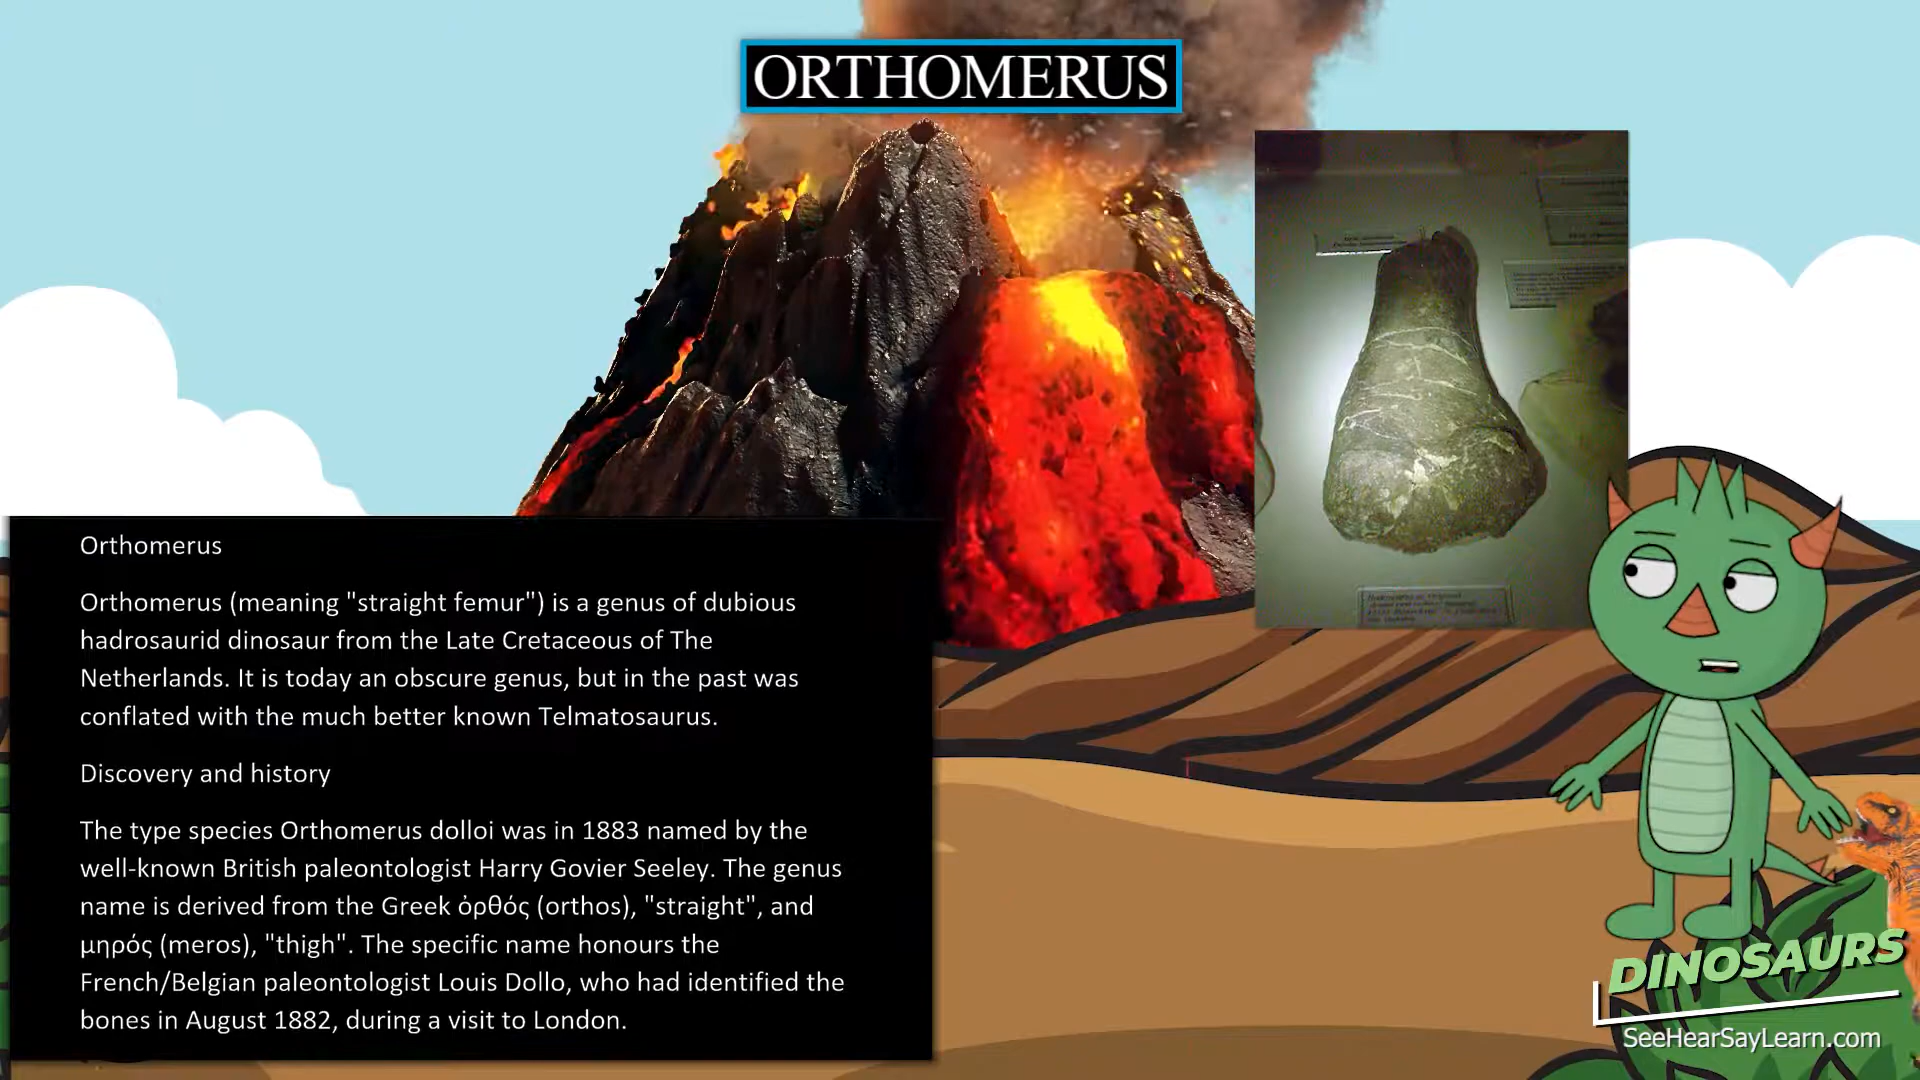 ORTHOMERUS
Orthomerus
Orthomerus (meaning "straight femur") is a genus of dubious
hadrosaurid dinosaur from the Late Cretaceous of The
Netherlands. It is today an obscure genus, but in the past was
conflated with the much better known Telmatosaurus.
Discovery and history
The type species Orthomerus dolloi was in 1883 named by the
well-known British paleontologist Harry Govier Seeley. The genus
name is derived from the Greek ὀρθός (orthos), "straight", and
μηρός (meros), "thigh". The specific name honours the
French/Belgian paleontologist Louis Dollo, who had identified the
bones in August 1882, during a visit to London.
DINOSAURS
SeeHearSayLearn.com